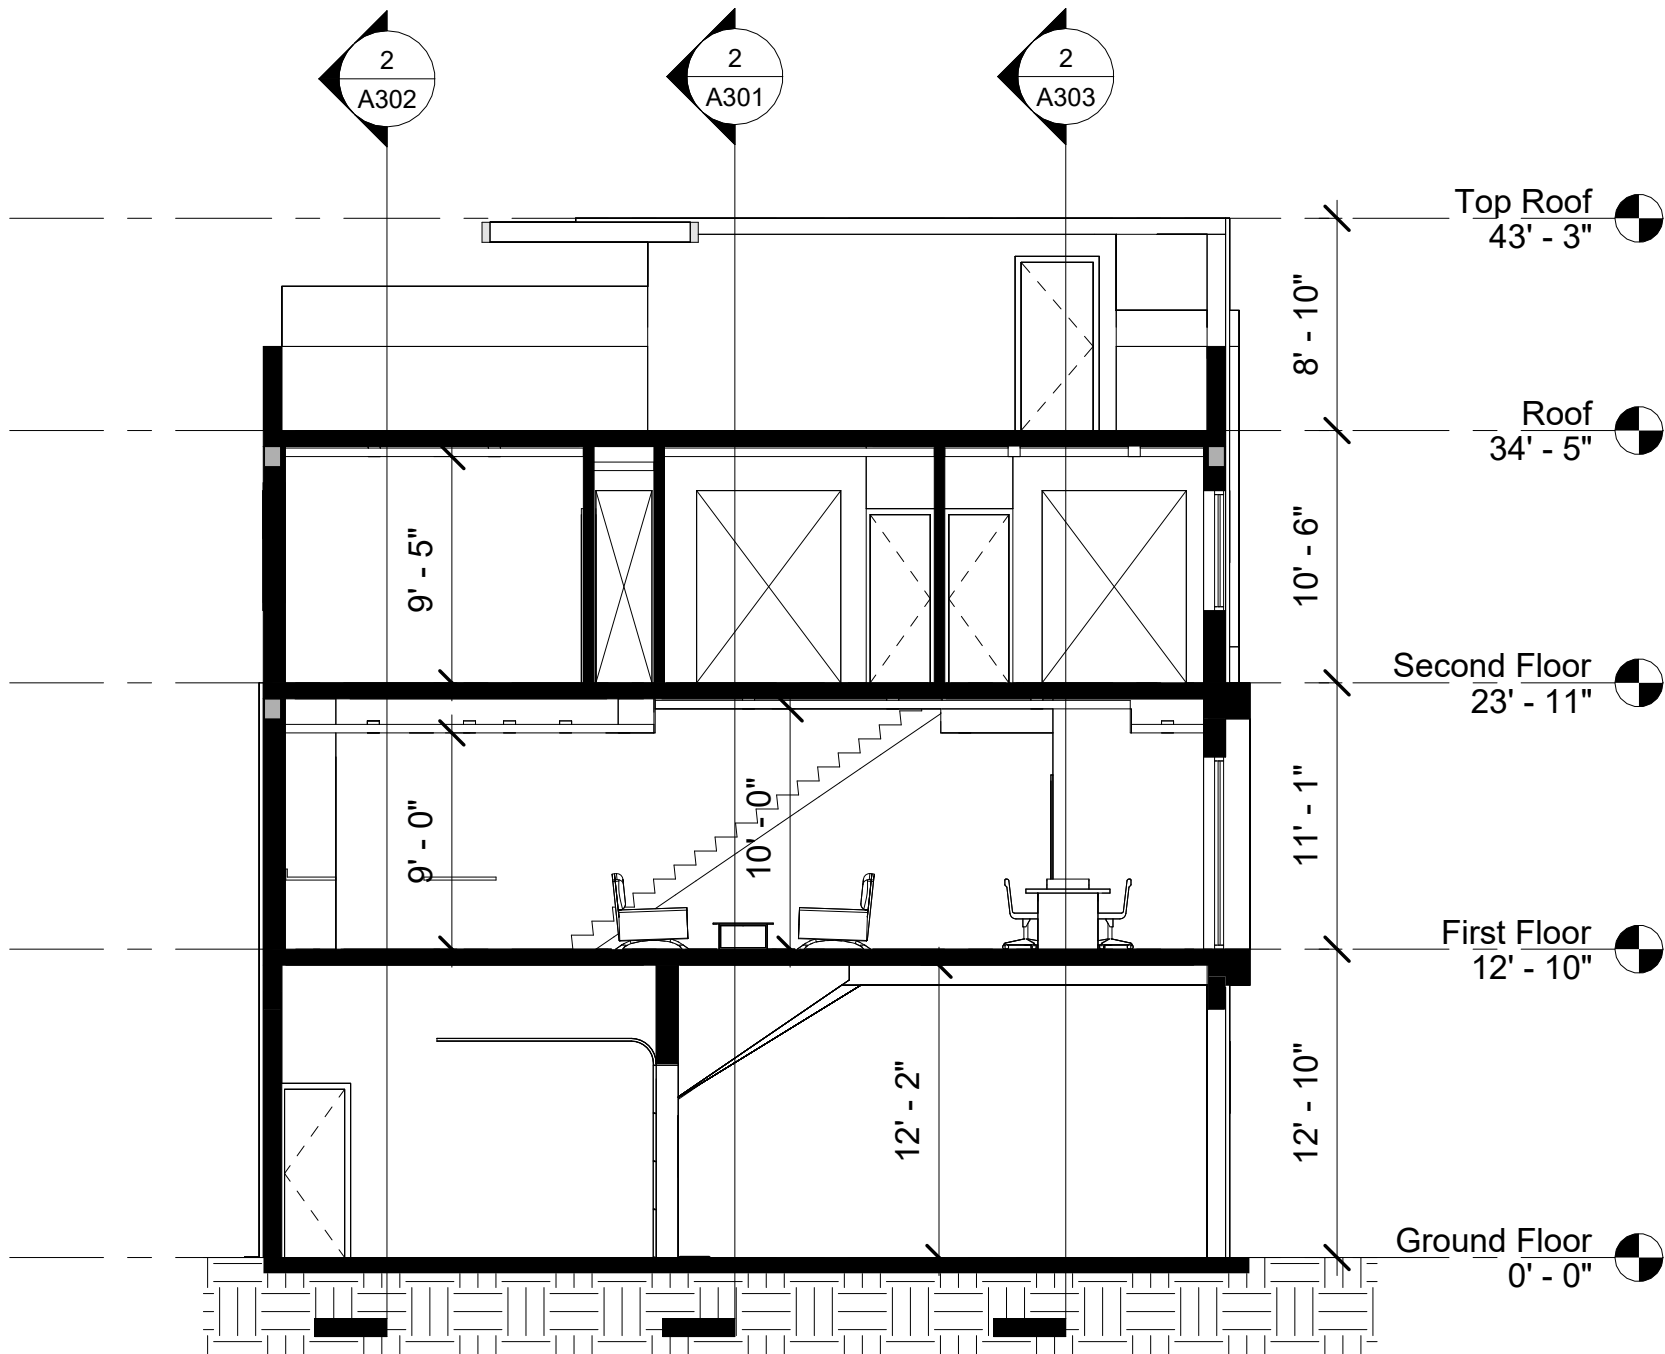 2
A302
2
A301
2
A303
Top Roof
43' - 3"
8' - 10"
Roof
34' - 5"
9' - 5"
10' - 6"
Second Floor
23' - 11"
9' - 0"
10' - 0"
11' - 1"
First Floor
12' - 10"
12' - 2"
12' - 10"
Ground Floor
0' - 0"